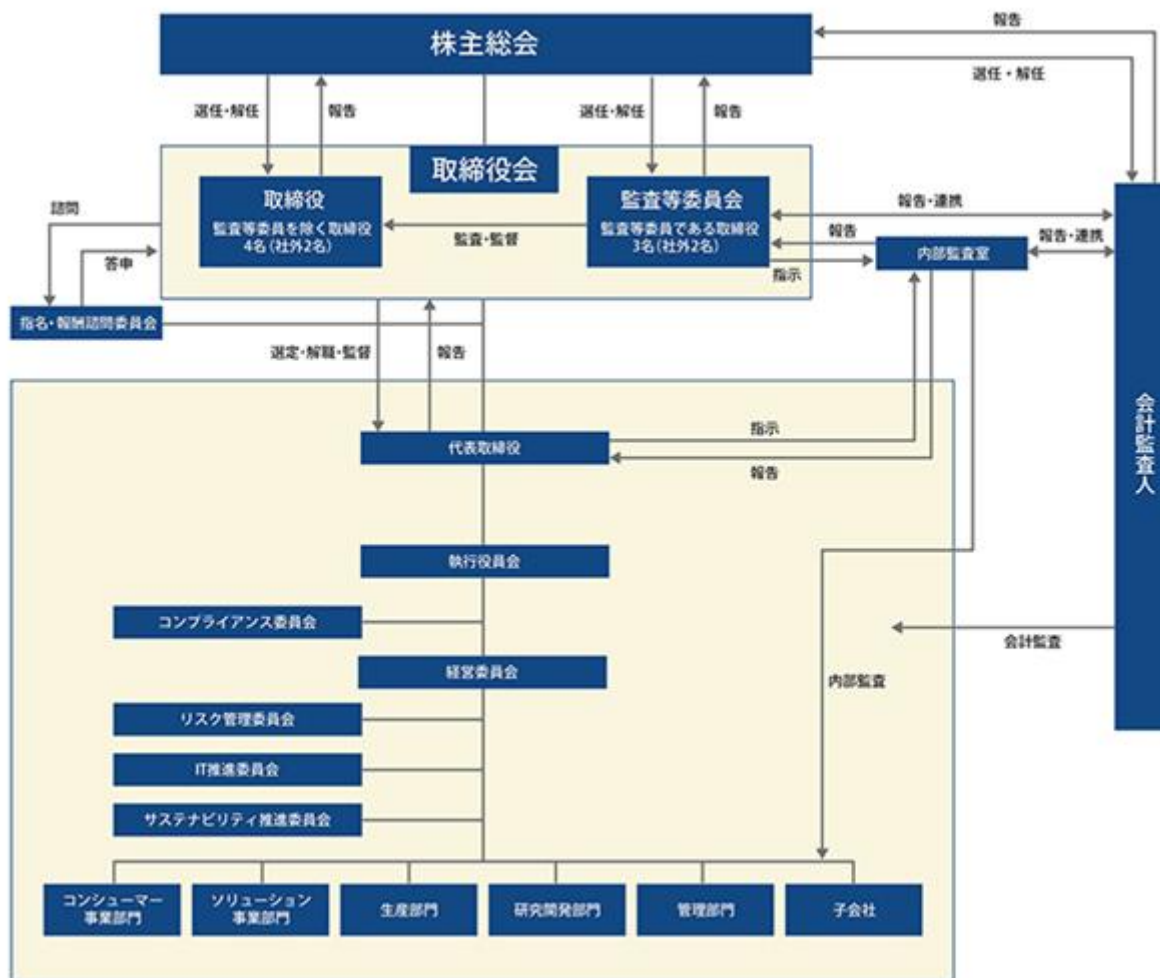 株主総会
報告
選任・解任
選任・解任
報告
選任・解任
報告
取締役会
取締役
監査等委員を除く取締役
4名(社外2名)
監査・監督
監査等委員会
監査等委員である取締役
3名(社外2名)
諮問
答申
指名・報酬諮問委員会
報告・連携
報告
指示
内部監査室
報告・連携
会計監査人
選定・解職・監督
報告
代表取締役
指示
報告
執行役員会
コンプライアンス委員会
経営委員会
会計監査
内部監査
リスク管理委員会
IT推進委員会
サステナビリティ推進委員会
コンシューマー
事業部門
ソリューション
事業部門
生産部門
研究開発部門
管理部門
子会社